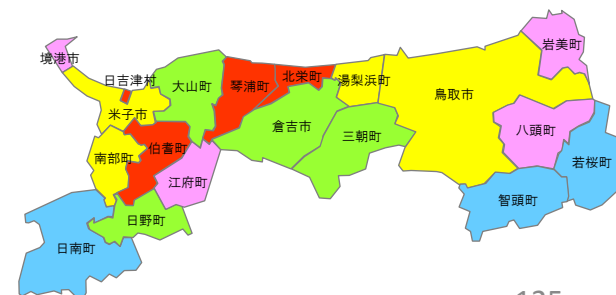 岩美町
境港市
日吉津村
大山町
琴浦町
北栄町
湯梨浜町
鳥取市
米子市
倉吉市
三朝町
八頭町
南部町
伯耆町
若桜町
江府町
智頭町
日野町
日南町